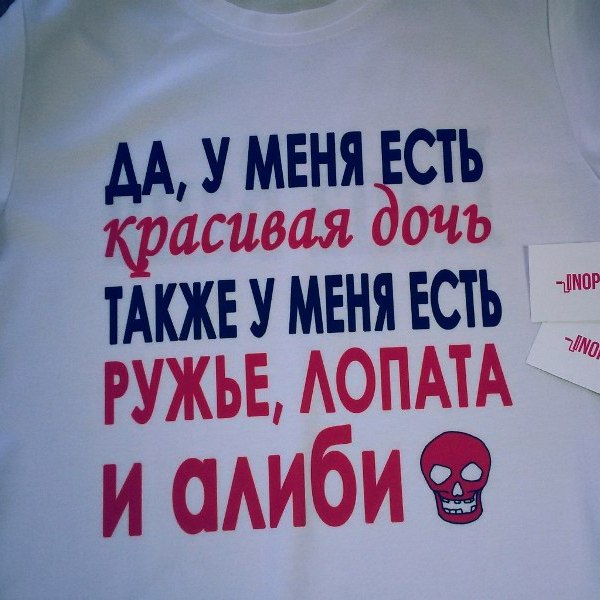 ДА, У МЕНЯ ЕСТЬ
красивая дочь
ТАКЖЕ У МЕНЯ ЕСТЬ
РУЖЬЕ, ЛОПАТА
и алиби